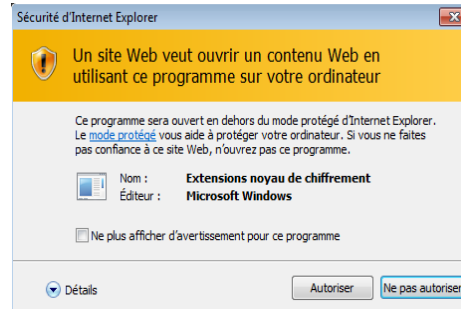 Sécurité d'Internet Explorer
Un site Web veut ouvrir un contenu Web en
utilisant ce programme sur votre ordinateur
Ce programme sera ouvert en dehors du mode protégé d'Internet Explorer.
Le mode protégé vous aide à protéger votre ordinateur. Si vous ne faites
pas confiance à ce site Web, n'ouvrez pas ce programme.
Nom : Extensions noyau de chiffrement
Éditeur : Microsoft Windows
Ne plus afficher d'avertissement pour ce programme
Détails Autoriser Ne pas autoriser